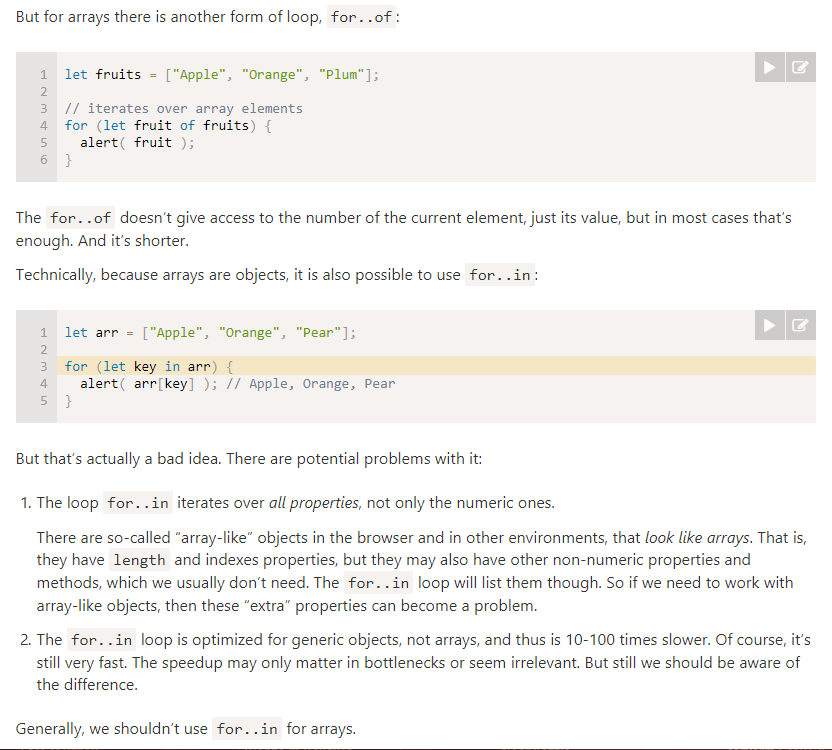 But for arrays there is another form of loop, for..of:
1 let fruits = ["Apple", "Orange", "Plum"];
2
3 // iterates over array elements
4 for (let fruit of fruits) {
5   alert( fruit );
6 }
The for..of doesn’t give access to the number of the current element, just its value, but in most cases that’s
enough. And it’s shorter.
Technically, because arrays are objects, it is also possible to use for..in:
1 let arr = ["Apple", "Orange", "Pear"];
2
3 for (let key in arr) {
4   alert( arr[key] ); // Apple, Orange, Pear
5 }
But that’s actually a bad idea. There are potential problems with it:
1. The loop for..in iterates over all properties, not only the numeric ones.
There are so-called “array-like” objects in the browser and in other environments, that look like arrays. That is,
they have length and indexes properties, but they may also have other non-numeric properties and
methods, which we usually don’t need. The for..in loop will list them though. So if we need to work with
array-like objects, then these “extra” properties can become a problem.
2. The for..in loop is optimized for generic objects, not arrays, and thus is 10-100 times slower. Of course, it’s
still very fast. The speedup may only matter in bottlenecks or seem irrelevant. But still we should be aware of
the difference.
Generally, we shouldn’t use for..in for arrays.